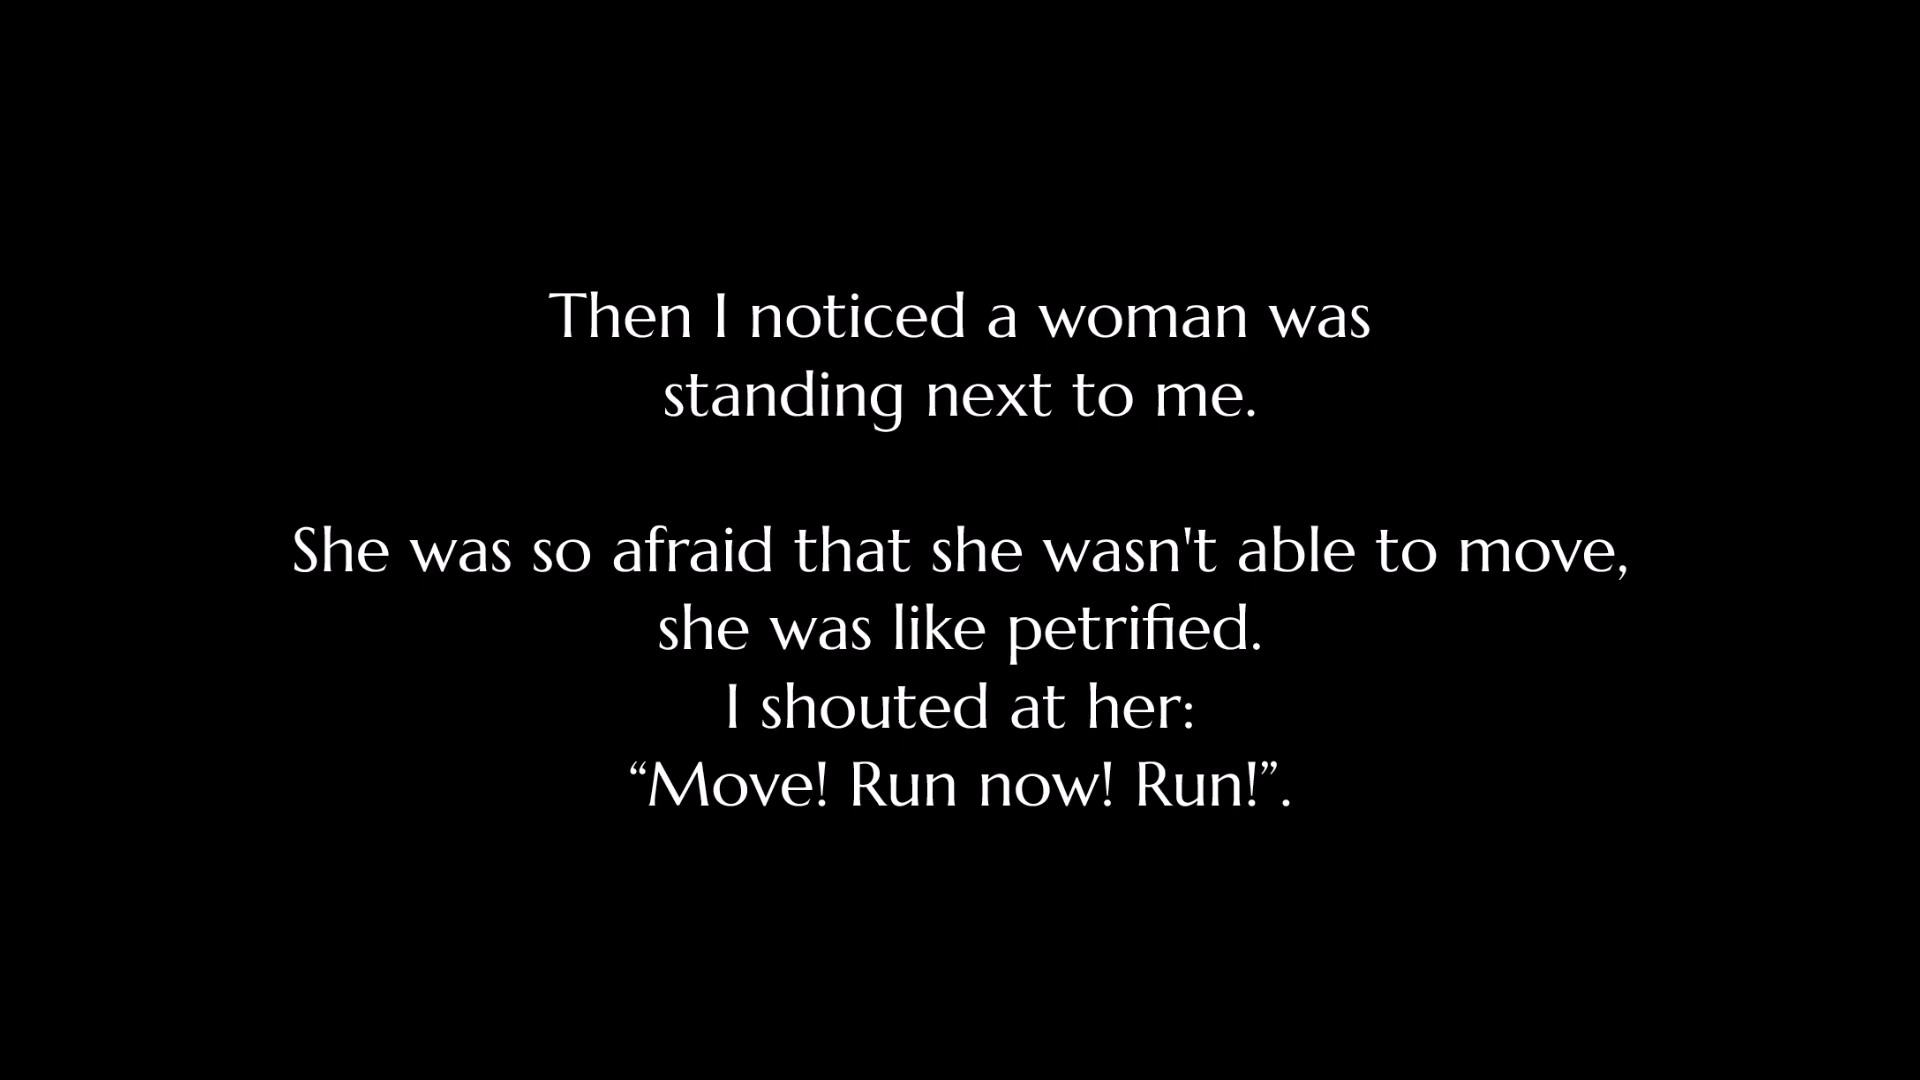 Then I noticed a woman was
standing next to me.
She was so afraid that she wasn't able to move,
she was like petrified.
I shouted at her:
“Move! Run now! Run!”.